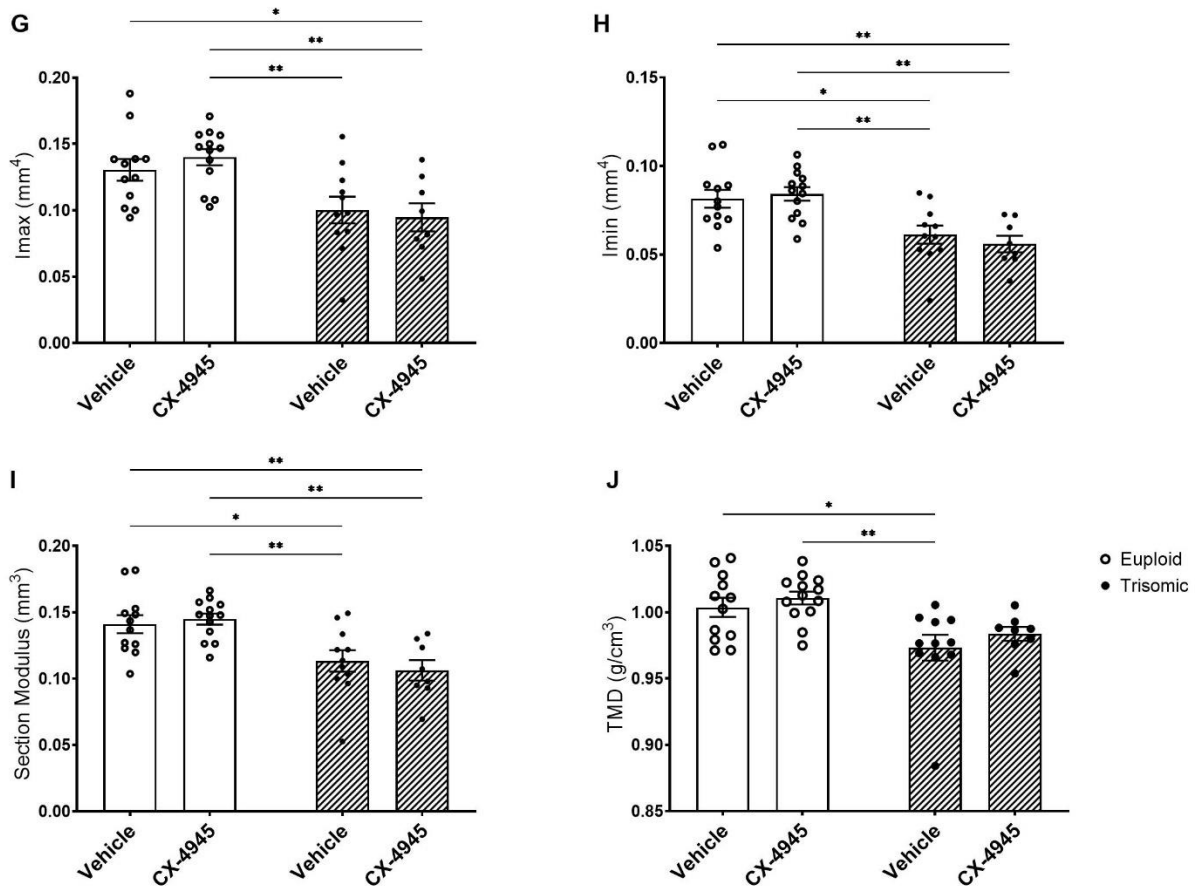 G
*
**
**
Imax (mm⁴)
0.20
0.15
0.10
0.05
0.00
Vehicle
CX-4945
Vehicle
CX-4945
H
**
**
*
**
Imin (mm⁴)
0.15
0.10
0.05
0.00
Vehicle
CX-4945
Vehicle
CX-4945
I
**
**
*
**
Section Modulus (mm³)
0.20
0.15
0.10
0.05
0.00
Vehicle
CX-4945
Vehicle
CX-4945
J
*
**
TMD (g/cm³)
1.05
1.00
0.95
0.90
0.85
Vehicle
CX-4945
Vehicle
CX-4945
Euploid
Trisomic